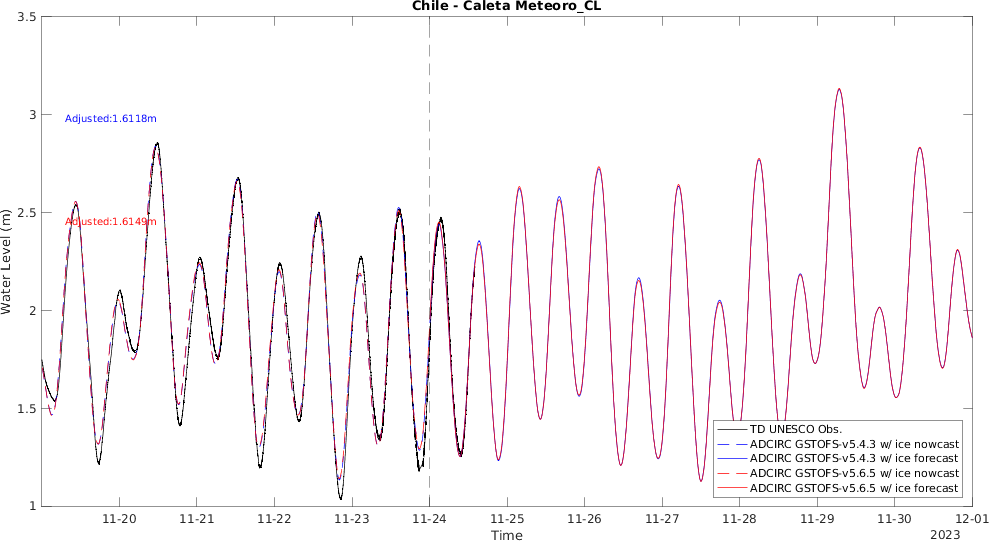 Chile - Caleta Meteoro_CL
3.5
3
2.5
2
1.5
1
Water Level (m)
Adjusted:1.6118m
Adjusted:1.6149m
TD UNESCO Obs.
ADCIRC GSTOFS-v5.4.3 w/ ice nowcast
ADCIRC GSTOFS-v5.4.3 w/ ice forecast
ADCIRC GSTOFS-v5.6.5 w/ ice nowcast
ADCIRC GSTOFS-v5.6.5 w/ ice forecast
11-20 11-21 11-22 11-23 11-24 11-25 11-26 11-27 11-28 11-29 11-30 12-01
Time
2023